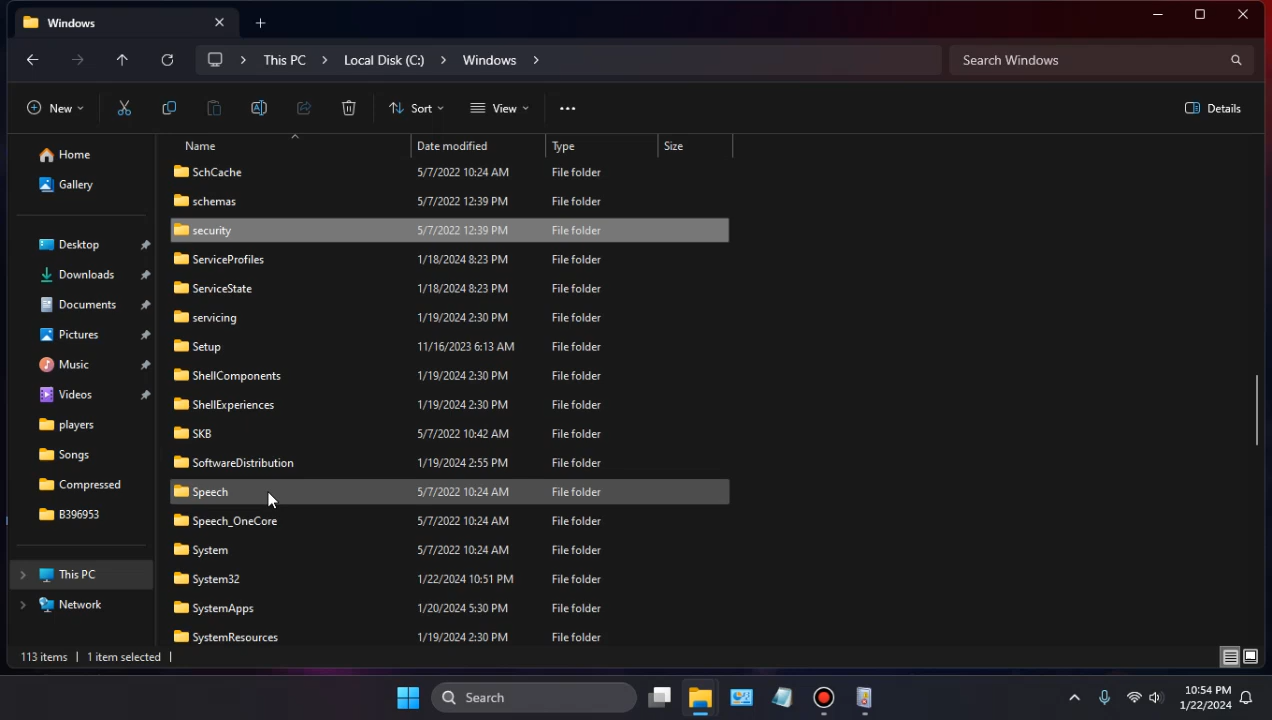 Windows
This PC
Local Disk (C:)
Windows
Search Windows
New
Sort
View
Details
Home
Gallery
Desktop
Downloads
Documents
Pictures
Music
Videos
players
Songs
Compressed
B396953
This PC
Network
Name Date modified Type Size
SchCache 5/7/2022 10:24 AM File folder
schemas 5/7/2022 12:39 PM File folder
security 5/7/2022 12:39 PM File folder
ServiceProfiles 1/18/2024 8:23 PM File folder
ServiceState 1/18/2024 8:23 PM File folder
servicing 1/19/2024 2:30 PM File folder
Setup 11/16/2023 6:13 AM File folder
ShellComponents 1/19/2024 2:30 PM File folder
ShellExperiences 1/19/2024 2:30 PM File folder
SKB 5/7/2022 10:42 AM File folder
SoftwareDistribution 1/19/2024 2:55 PM File folder
Speech 5/7/2022 10:24 AM File folder
Speech_OneCore 5/7/2022 10:24 AM File folder
System 5/7/2022 10:24 AM File folder
System32 1/22/2024 10:51 PM File folder
SystemApps 1/20/2024 5:30 PM File folder
SystemResources 1/19/2024 2:30 PM File folder
113 items 1 item selected
Search
10:54 PM
1/22/2024